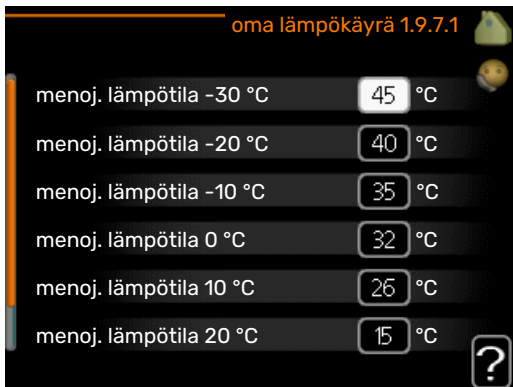 oma lämpökäyrä 1.9.7.1
menoj. lämpötila -30 °C 45 °C
menoj. lämpötila -20 °C 40 °C
menoj. lämpötila -10 °C 35 °C
menoj. lämpötila 0 °C 32 °C
menoj. lämpötila 10 °C 26 °C
menoj. lämpötila 20 °C 15 °C
?